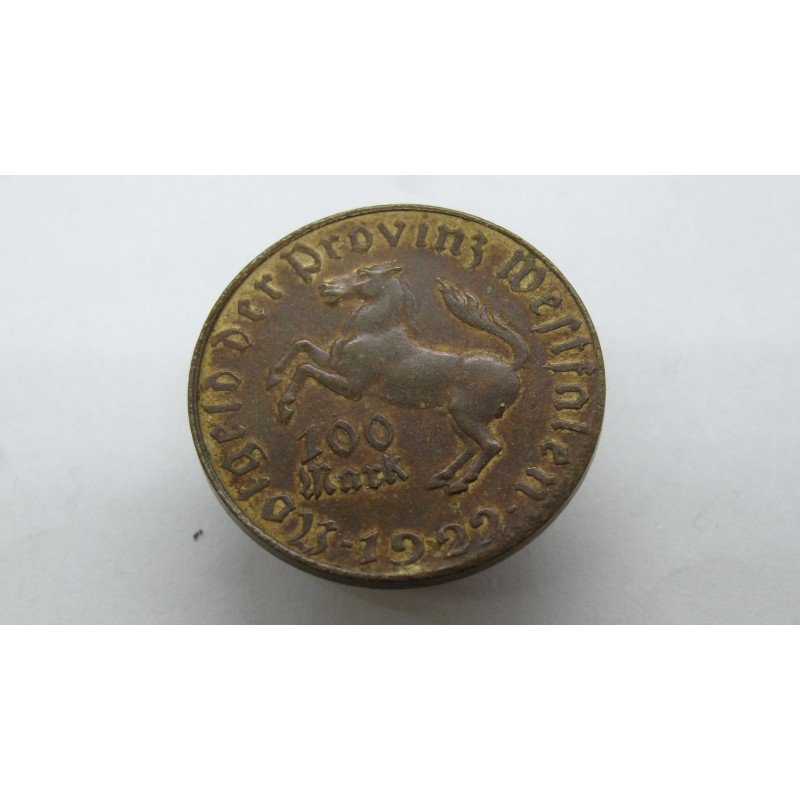 Notgeld der Provinz Westfalen
100
Mark
-1922-